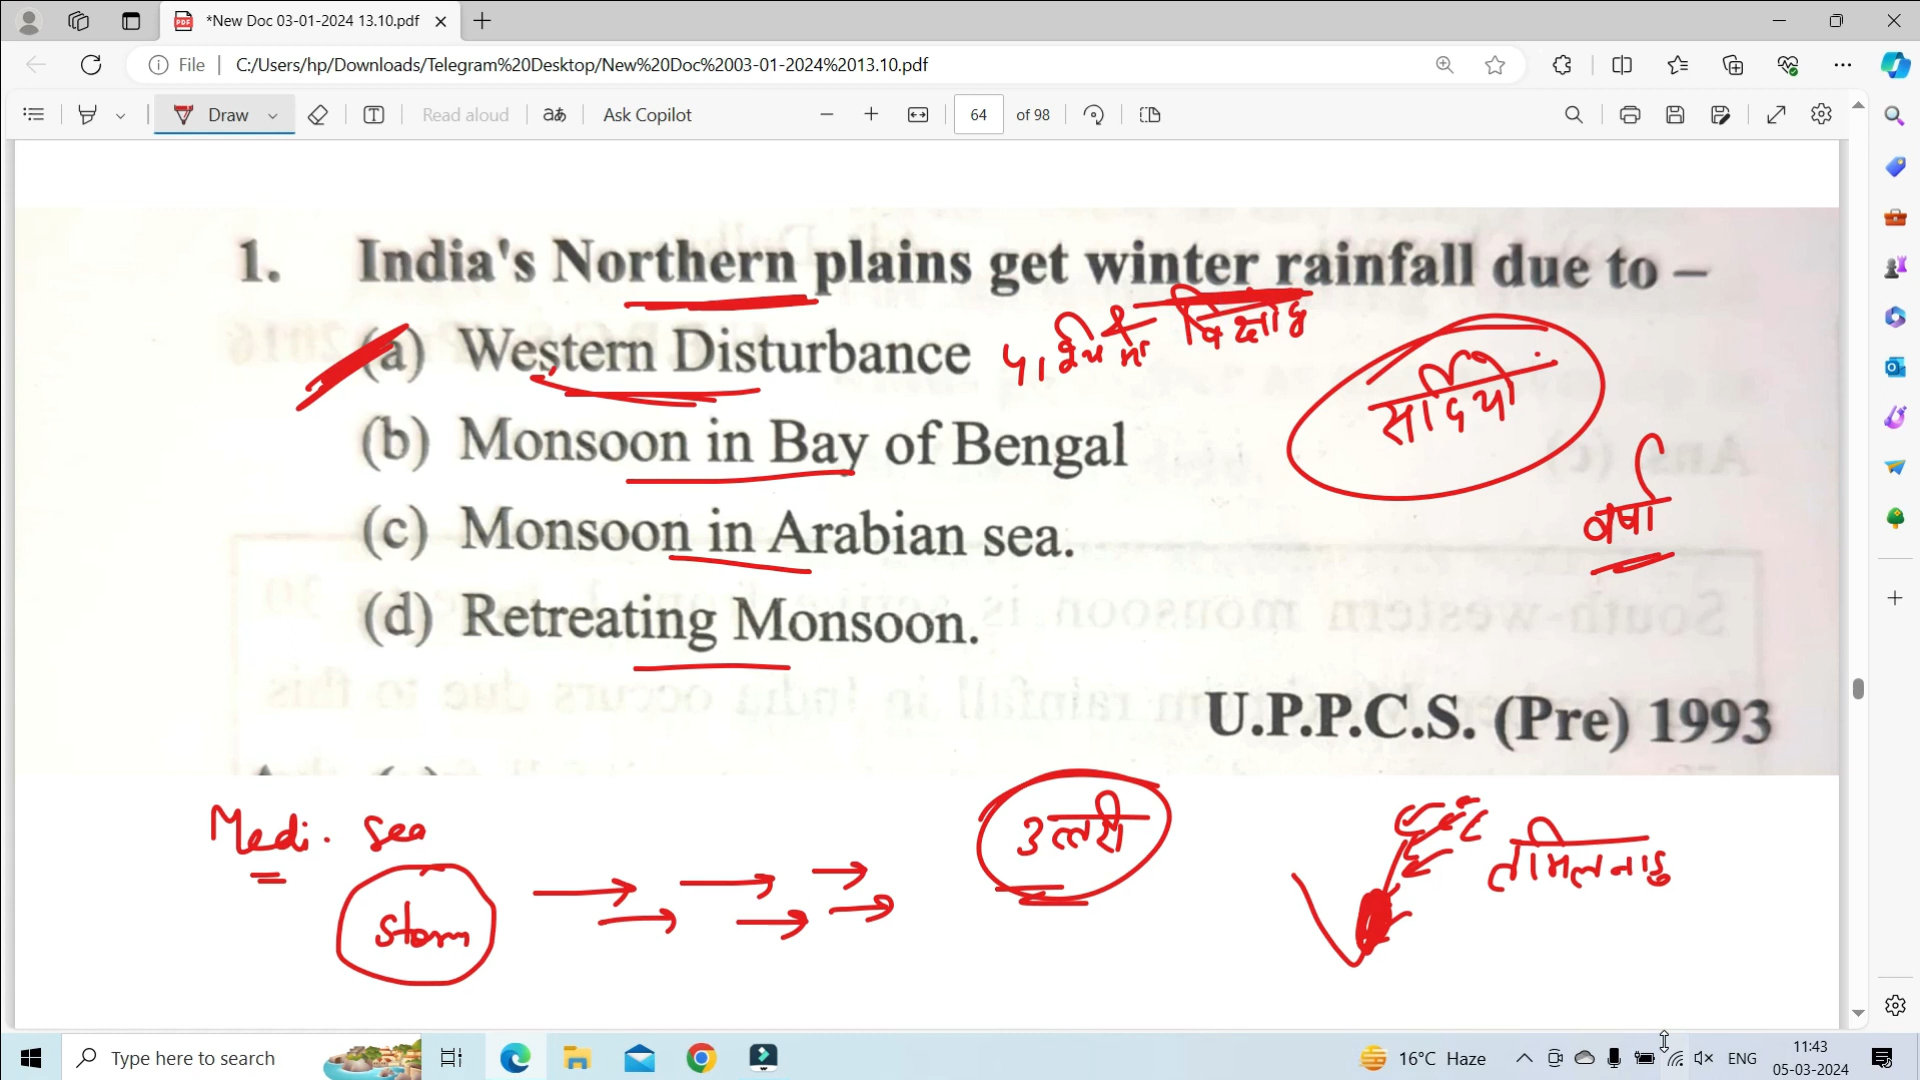 *New Doc 03-01-2024 13.10.pdf
File
C:/Users/hp/Downloads/Telegram%20Desktop/New%20Doc%2003-01-2024%2013.10.pdf
Draw
Read aloud
aあ
Ask Copilot
64 of 98
1. India's Northern plains get winter rainfall due to –
(a) Western Disturbance
विक्षोभ
(b) Monsoon in Bay of Bengal
सर्दियों
(c) Monsoon in Arabian sea.
वर्षा
(d) Retreating Monsoon.
U.P.P.C.S. (Pre) 1993
Medi. sea
storm
उत्तरी
तमिलनाडु
Type here to search
16°C Haze
ENG
11:43
05-03-2024